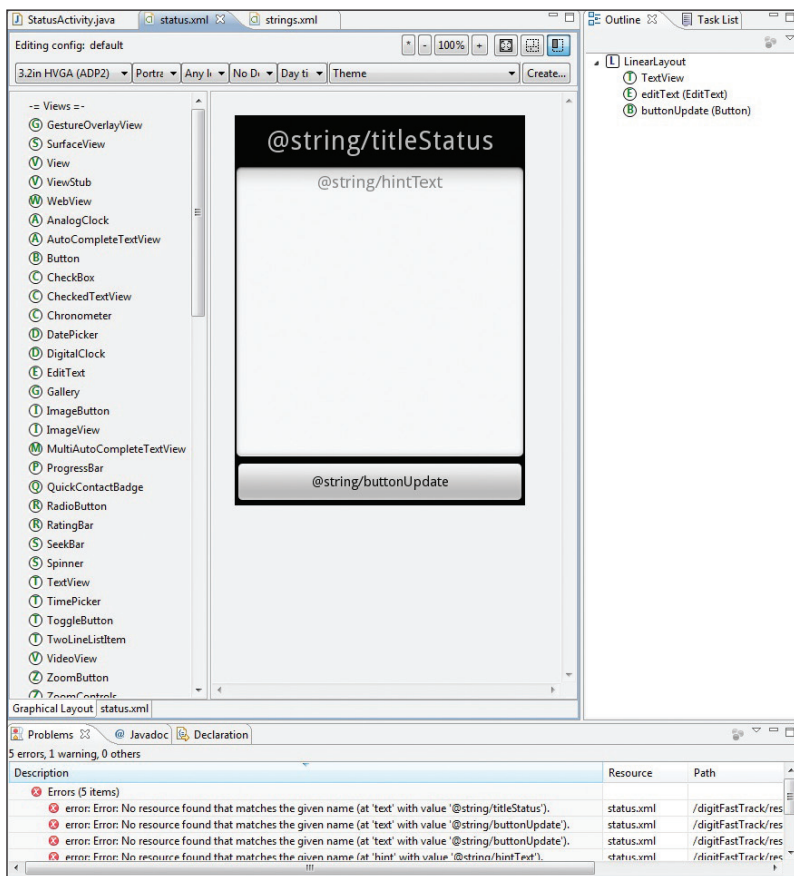 StatusActivity.java
status.xml
strings.xml
Outline
Task List
Editing config: default
* - 100% +
3.2in HVGA (ADP2) Portra Any l No D Day ti Theme Create...
LinearLayout
TextView
editText (EditText)
buttonUpdate (Button)
-= Views =-
GestureOverlayView
SurfaceView
View
ViewStub
WebView
AnalogClock
AutoCompleteTextView
Button
CheckBox
CheckedTextView
Chronometer
DatePicker
DigitalClock
EditText
Gallery
ImageButton
ImageView
MultiAutoCompleteTextView
ProgressBar
QuickContactBadge
RadioButton
RatingBar
SeekBar
Spinner
TextView
TimePicker
ToggleButton
TwoLineListItem
VideoView
ZoomButton
ZoomControls
@string/titleStatus
@string/hintText
@string/buttonUpdate
Graphical Layout status.xml
Problems @ Javadoc Declaration
5 errors, 1 warning, 0 others
Description Resource Path
Errors (5 items)
error: Error: No resource found that matches the given name (at 'text' with value '@string/titleStatus'). status.xml /digitFastTrack/res
error: Error: No resource found that matches the given name (at 'text' with value '@string/buttonUpdate'). status.xml /digitFastTrack/res
error: Error: No resource found that matches the given name (at 'text' with value '@string/buttonUpdate'). status.xml /digitFastTrack/res
error: Error: No resource found that matches the given name (at 'hint' with value '@string/hintText'). status.xml /digitFastTrack/res